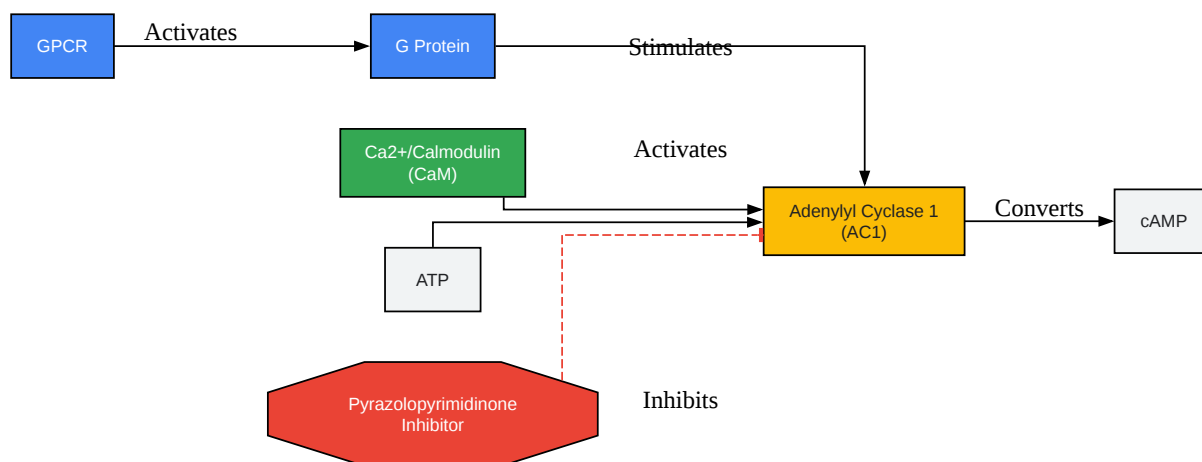 GPCR
Activates
G Protein
Stimulates
Ca2+/Calmodulin
(CaM)
Activates
Adenylyl Cyclase 1
(AC1)
Converts
cAMP
ATP
Pyrazolopyrimidinone
Inhibitor
Inhibits